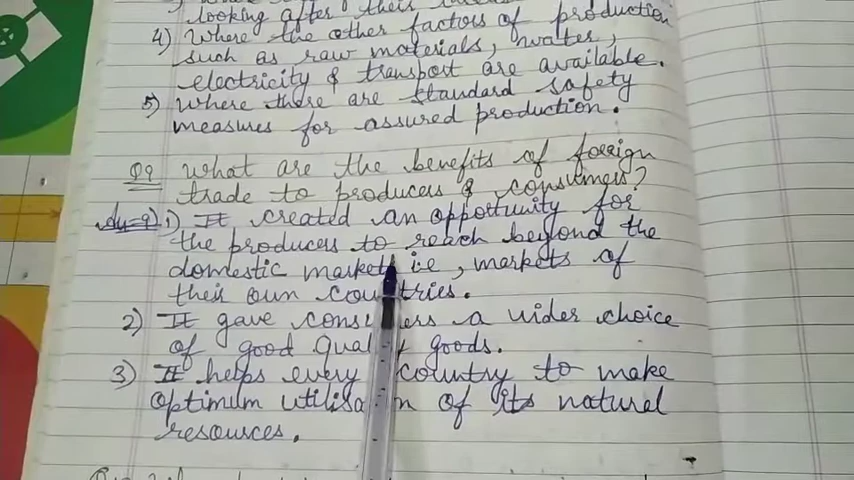 looking after their
4) Where the other factors of production
such as raw materials, water,
electricity & transport are available.
5) Where there are standard safety
measures for assured production.
Q9 What are the benefits of foreign
trade to producers & consumers?
Ans=9) i) It created an opportunity for
the producers to reach beyond the
domestic markets i.e, markets of
their own countries.
2) It gave consumers a wider choice
of good quality goods.
3) It helps every country to make
optimum utilisation of its natural
resources.